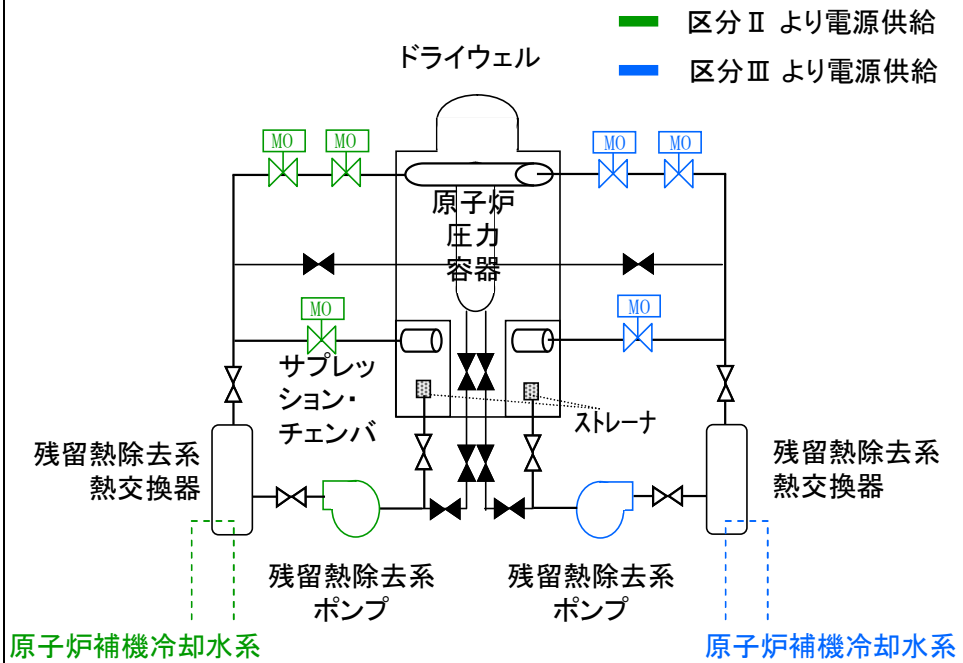 区分Ⅱ より電源供給
区分Ⅲ より電源供給
ドライウェル
MO
MO
MO
MO
原子炉
圧力
容器
MO
MO
サプレッ
ション・
チェンバ
ストレーナ
残留熱除去系
熱交換器
残留熱除去系
熱交換器
残留熱除去系
ポンプ
残留熱除去系
ポンプ
原子炉補機冷却水系
原子炉補機冷却水系